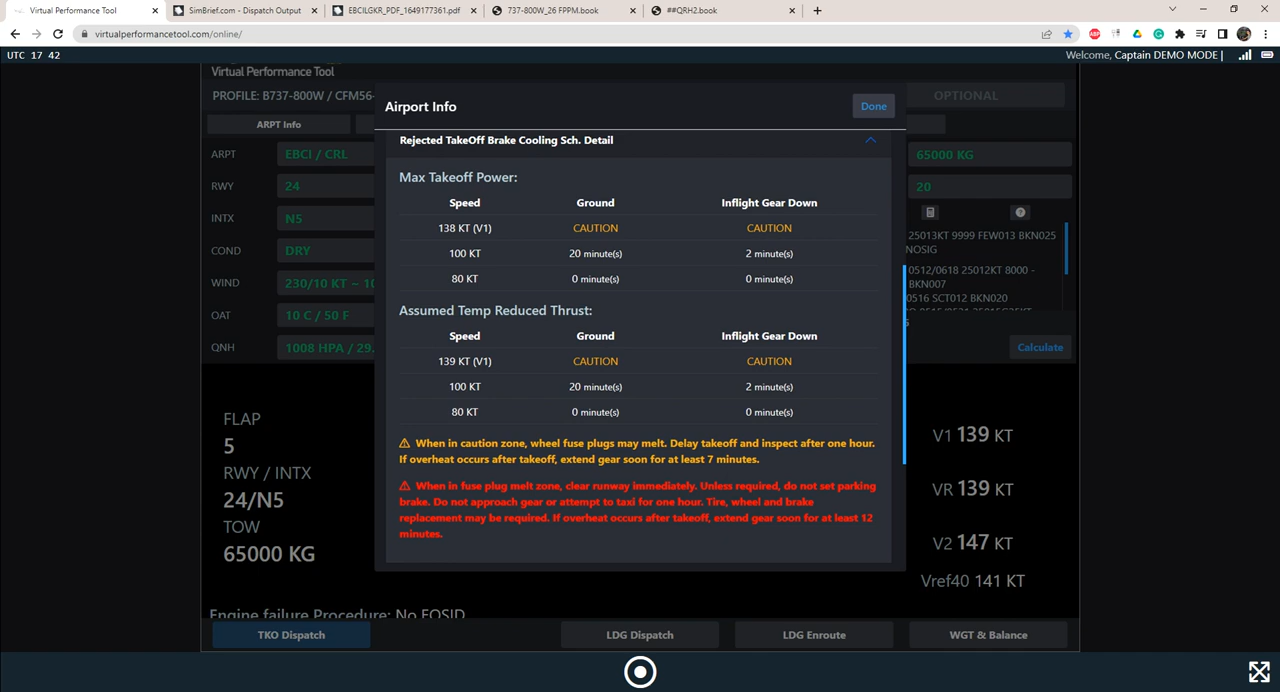 Virtual Performance Tool
SimBrief.com - Dispatch Output
EBCILGKR_PDF_1649177361.pdf
737-800W_26 FPPM.book
##QRH2.book
virtualperformancetool.com/online/
UTC 17 42
Welcome, Captain DEMO MODE |
Virtual Performance Tool
PROFILE: B737-800W / CFM56-
OPTIONAL
ARPT Info
Airport Info
Done
Rejected TakeOff Brake Cooling Sch. Detail
Max Takeoff Power:
Speed Ground Inflight Gear Down
138 KT (V1) CAUTION CAUTION
100 KT 20 minute(s) 2 minute(s)
80 KT 0 minute(s) 0 minute(s)
Assumed Temp Reduced Thrust:
Speed Ground Inflight Gear Down
139 KT (V1) CAUTION CAUTION
100 KT 20 minute(s) 2 minute(s)
80 KT 0 minute(s) 0 minute(s)
When in caution zone, wheel fuse plugs may melt. Delay takeoff and inspect after one hour.
If overheat occurs after takeoff, extend gear soon for at least 7 minutes.
When in fuse plug melt zone, clear runway immediately. Unless required, do not set parking
brake. Do not approach gear or attempt to taxi for one hour. Tire, wheel and brake
replacement may be required. If overheat occurs after takeoff, extend gear soon for at least 12
minutes.
ARPT EBCI / CRL
RWY 24
INTX N5
COND DRY
WIND 230/10 KT – 10
OAT 10 C / 50 F
QNH 1008 HPA / 29.
65000 KG
20
25013KT 9999 FEW013 BKN025
NOSIG
0512/0618 25012KT 8000 -
BKN007
0516 SCT012 BKN020
Calculate
FLAP
5
RWY / INTX
24/N5
TOW
65000 KG
V1 139 KT
VR 139 KT
V2 147 KT
Vref40 141 KT
Engine failure Procedure: No EOSID
TKO Dispatch
LDG Dispatch
LDG Enroute
WGT & Balance